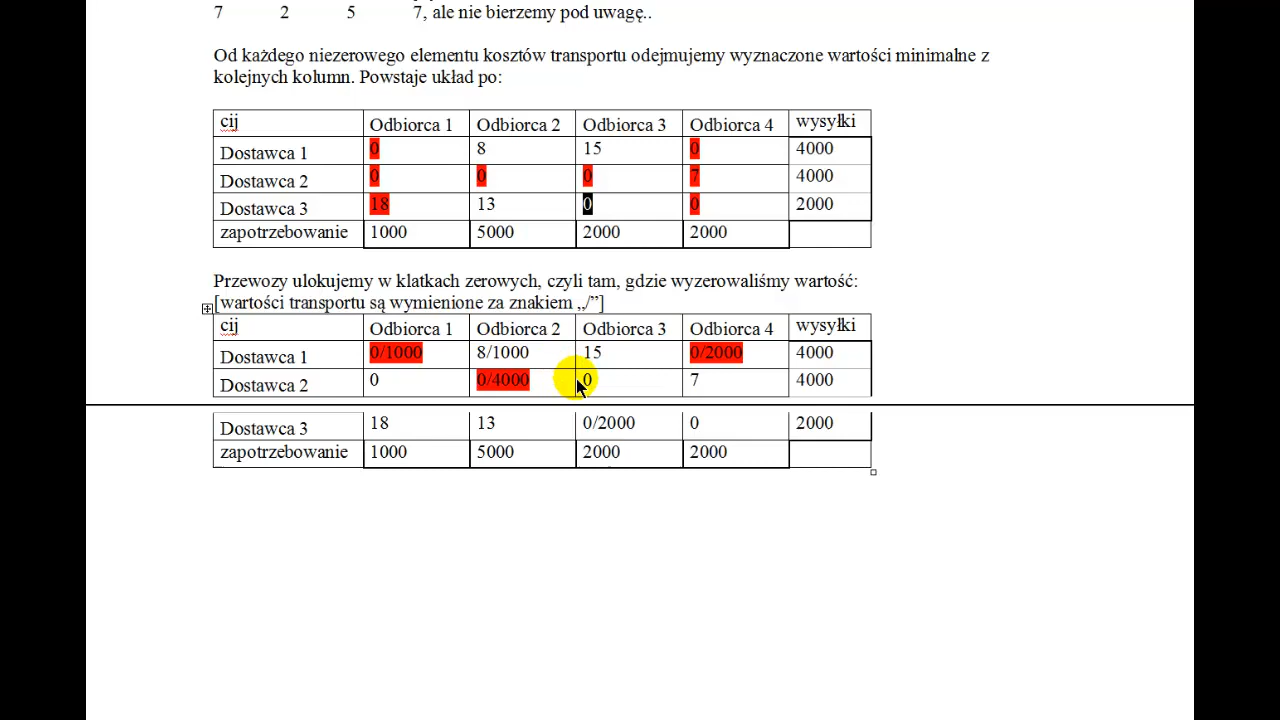 7 2 5 7, ale nie bierzemy pod uwagę..
Od każdego niezerowego elementu kosztów transportu odejmujemy wyznaczone wartości minimalne z
kolejnych kolumn. Powstaje układ po:
cij Odbiorca 1 Odbiorca 2 Odbiorca 3 Odbiorca 4 wysyłki
Dostawca 1 0 8 15 0 4000
Dostawca 2 0 0 0 7 4000
Dostawca 3 18 13 0 0 2000
zapotrzebowanie 1000 5000 2000 2000
Przewozy ulokujemy w klatkach zerowych, czyli tam, gdzie wyzerowaliśmy wartość:
[wartości transportu są wymienione za znakiem „/”]
cij Odbiorca 1 Odbiorca 2 Odbiorca 3 Odbiorca 4 wysyłki
Dostawca 1 0/1000 8/1000 15 0/2000 4000
Dostawca 2 0 0/4000 0 7 4000
Dostawca 3 18 13 0/2000 0 2000
zapotrzebowanie 1000 5000 2000 2000